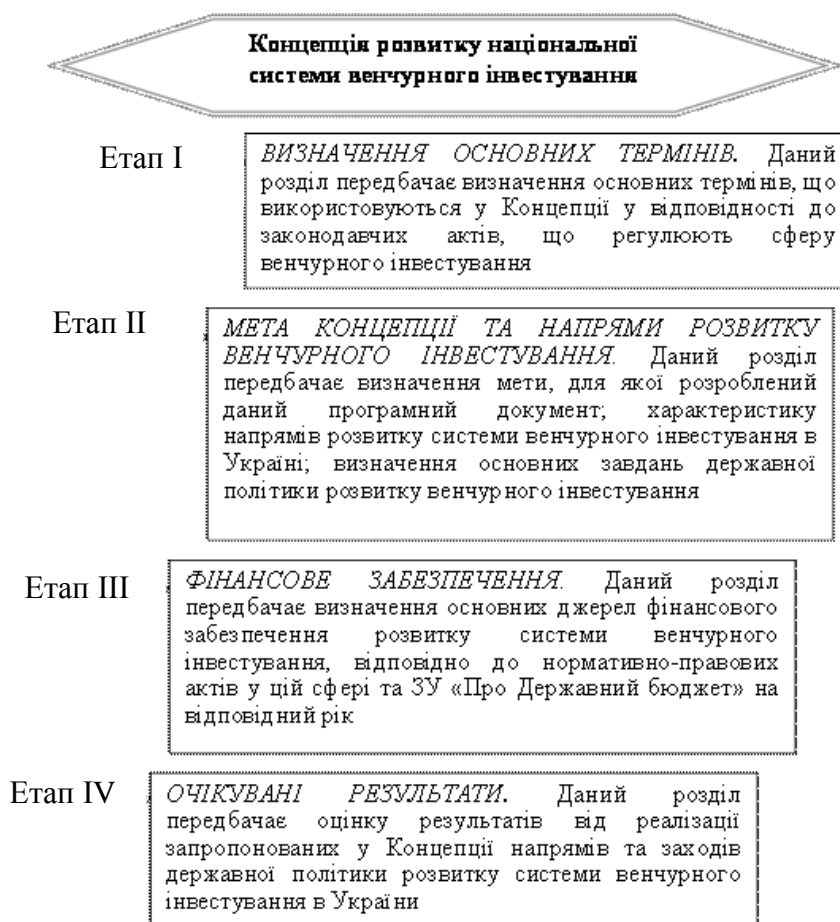 Концепція розвитку національної
системи венчурного інвестування
Етап I
ВИЗНАЧЕННЯ ОСНОВНИХ ТЕРМІНІВ. Даний
розділ передбачає визначення основних термінів, що
використовуються у Концепції у відповідності до
законодавчих актів, що регулюють сферу
венчурного інвестування
Етап II
МЕТА КОНЦЕПЦІЇ ТА НАПРЯМИ РОЗВИТКУ
ВЕНЧУРНОГО ІНВЕСТУВАННЯ. Даний розділ
передбачає визначення мети, для якої розроблений
даний програмний документ; характеристику
напрямів розвитку системи венчурного інвестування в
Україні; визначення основних завдань державної
політики розвитку венчурного інвестування
Етап III
ФІНАНСОВЕ ЗАБЕЗПЕЧЕННЯ. Даний розділ
передбачає визначення основних джерел фінансового
забезпечення розвитку системи венчурного
інвестування, відповідно до нормативно-правових
актів у цій сфері та ЗУ «Про Державний бюджет» на
відповідний рік
Етап IV
ОЧІКУВАНІ РЕЗУЛЬТАТИ. Даний розділ
передбачає оцінку результатів від реалізації
запропонованих у Концепції напрямів та заходів
державної політики розвитку системи венчурного
інвестування в України